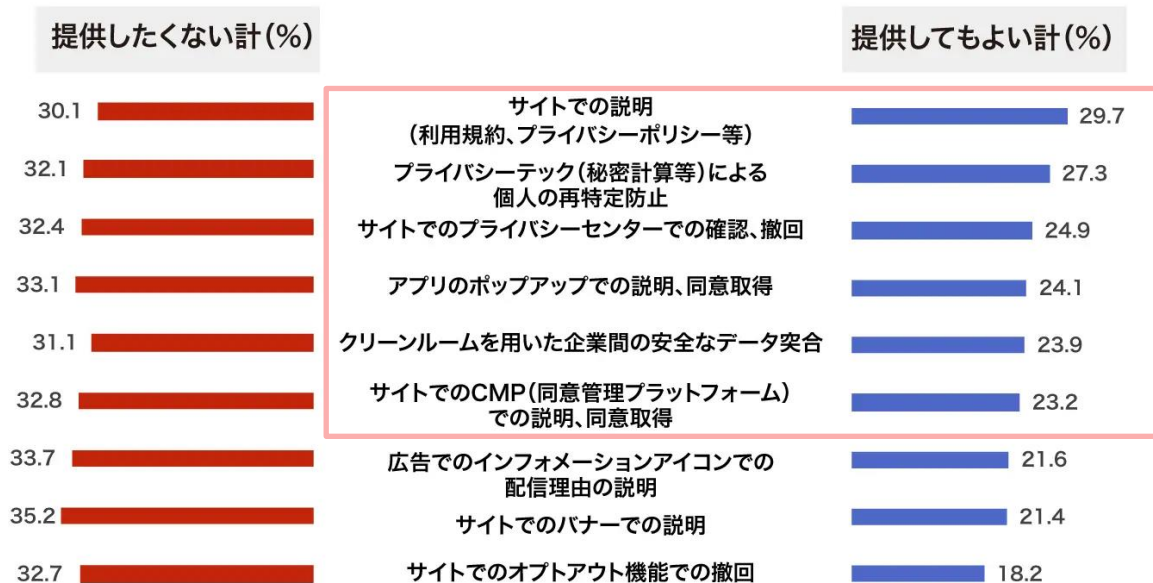 提供したくない計(%)
提供してもよい計(%)
30.1
サイトでの説明
(利用規約、プライバシーポリシー等)
29.7
32.1
プライバシーテック(秘密計算等)による
個人の再特定防止
27.3
32.4
サイトでのプライバシーセンターでの確認、撤回
24.9
33.1
アプリのポップアップでの説明、同意取得
24.1
31.1
クリーンルームを用いた企業間の安全なデータ突合
23.9
32.8
サイトでのCMP(同意管理プラットフォーム)
での説明、同意取得
23.2
33.7
広告でのインフォメーションアイコンでの
配信理由の説明
21.6
35.2
サイトでのバナーでの説明
21.4
32.7
サイトでのオプトアウト機能での撤回
18.2